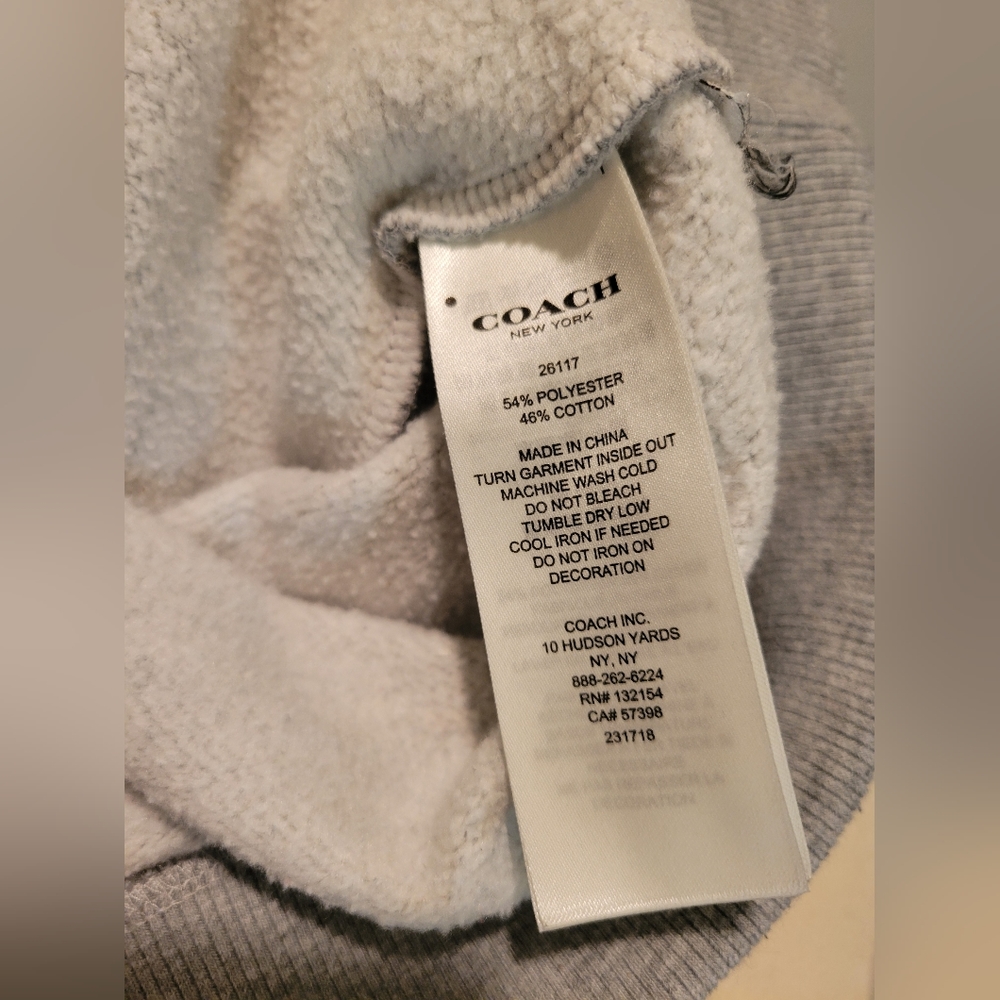 COACH
NEW YORK
26117
54% POLYESTER
46% COTTON
MADE IN CHINA
TURN GARMENT INSIDE OUT
MACHINE WASH COLD
DO NOT BLEACH
TUMBLE DRY LOW
COOL IRON IF NEEDED
DO NOT IRON ON
DECORATION
COACH INC.
10 HUDSON YARDS
NY, NY
888-262-6224
RN# 132154
CA# 57398
231718